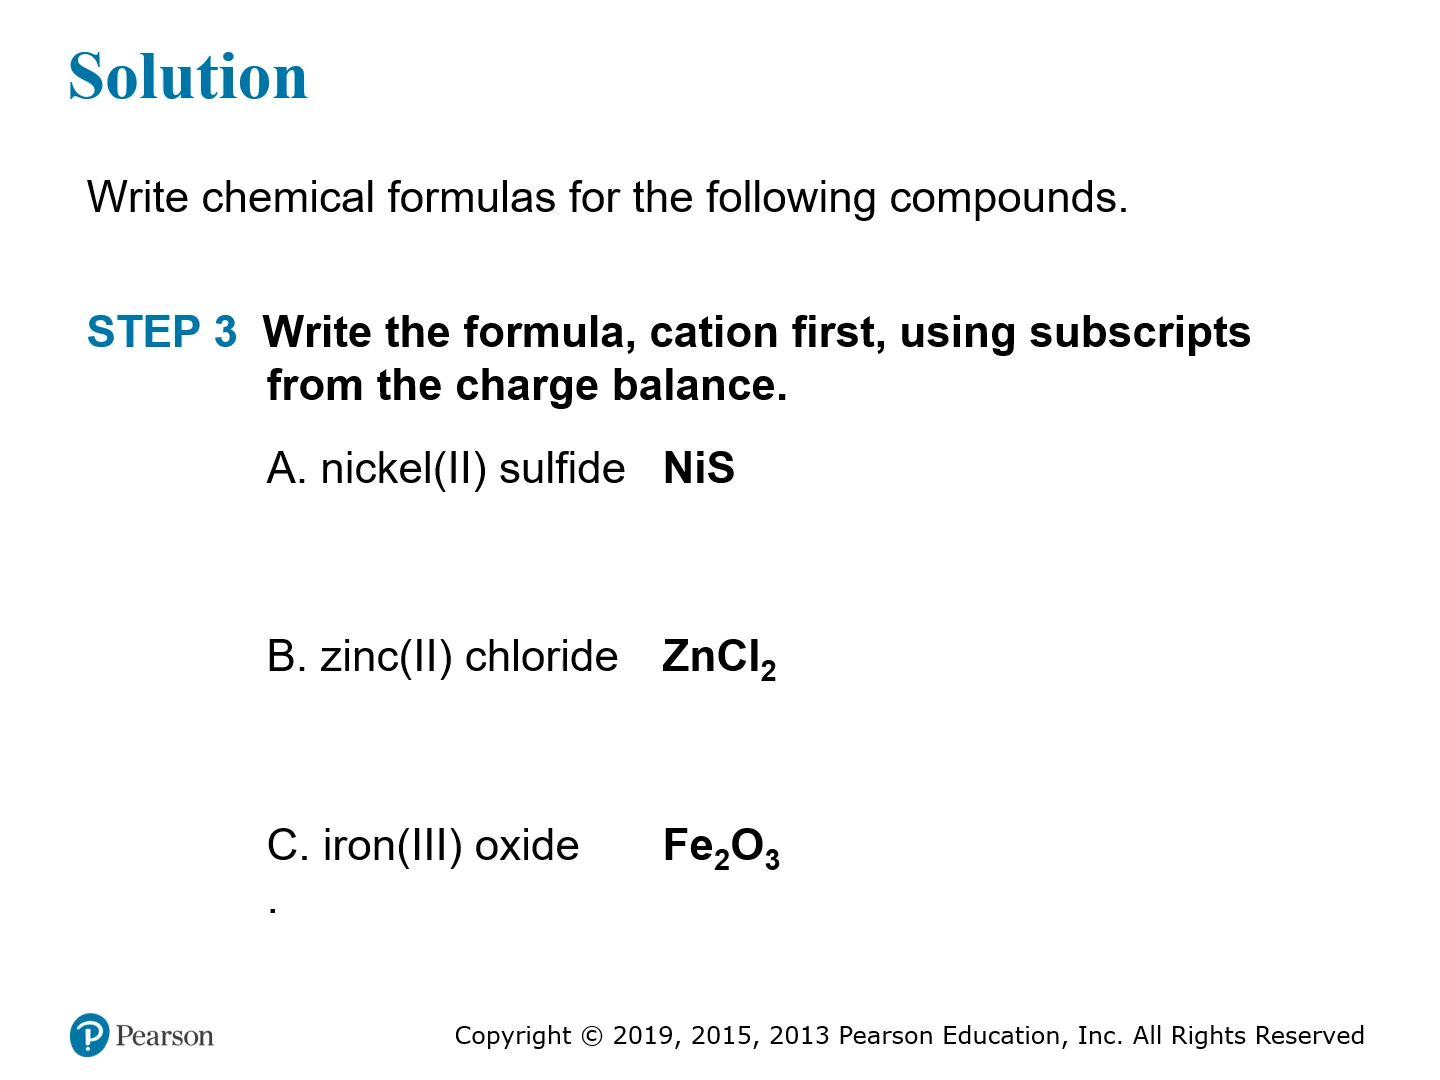 Solution
Write chemical formulas for the following compounds.
STEP 3 Write the formula, cation first, using subscripts
from the charge balance.
A. nickel(II) sulfide NiS
B. zinc(II) chloride ZnCl₂
C. iron(III) oxide Fe₂O₃
.
Pearson
Copyright © 2019, 2015, 2013 Pearson Education, Inc. All Rights Reserved